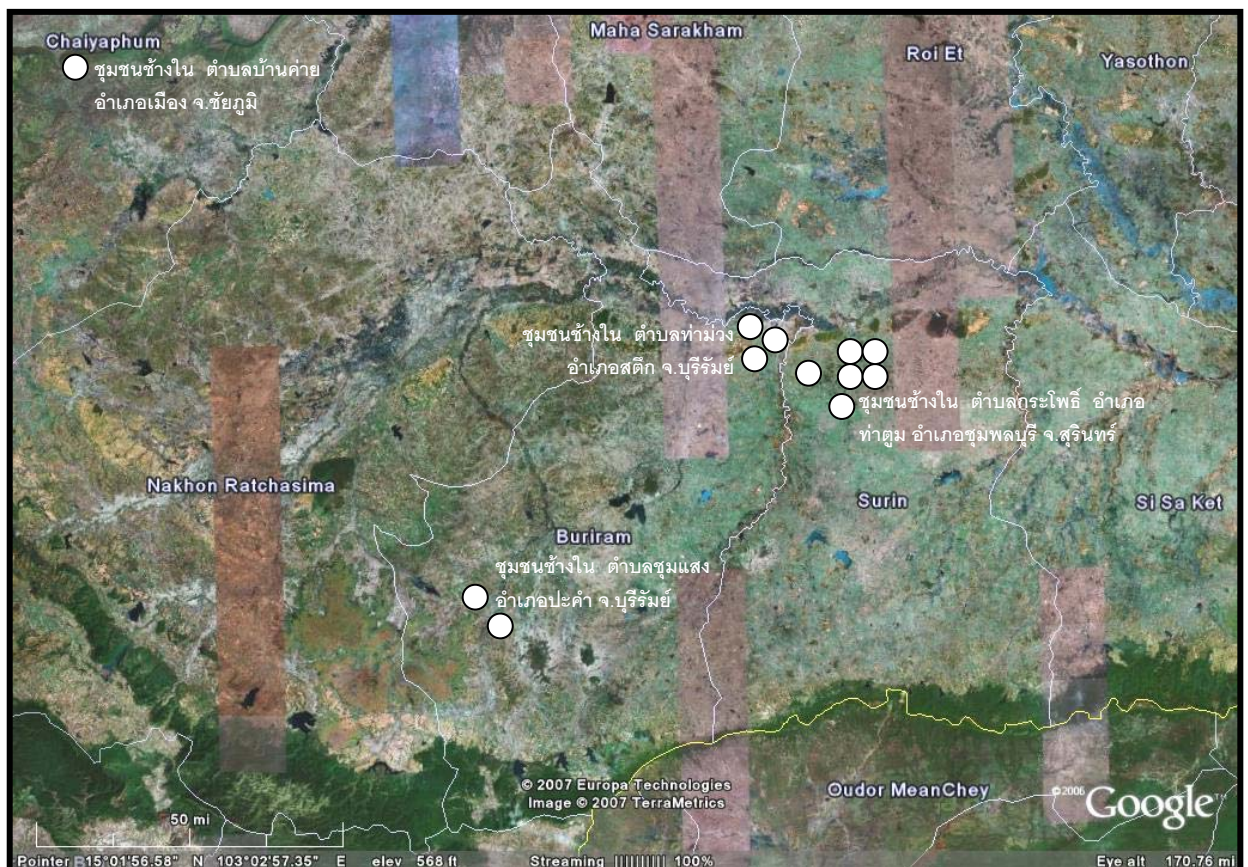 Chaiyaphum
Maha Sarakham
Roi Et
Yasothon
ชุมชนช้างใน ตำบลบ้านค่าย
อำเภอเมือง จ.ชัยภูมิ
ชุมชนช้างใน ตำบลท่าม่วง
อำเภอสตึก จ.บุรีรัมย์
ชุมชนช้างใน ตำบลกระโพธิ์ อำเภอ
ท่าตูม อำเภอชุมพลบุรี จ.สุรินทร์
Nakhon Ratchasima
Surin
Si Sa Ket
Buriram
ชุมชนช้างใน ตำบลชุมแสง
อำเภอปะคำ จ.บุรีรัมย์
© 2007 Europa Technologies
Image © 2007 TerraMetrics
Oudor MeanChey
©2006 Google™
50 mi
Pointer 15°01'56.58" N 103°02'57.35" E elev 568 ft Streaming |||||||||| 100% Eye alt 170.76 mi